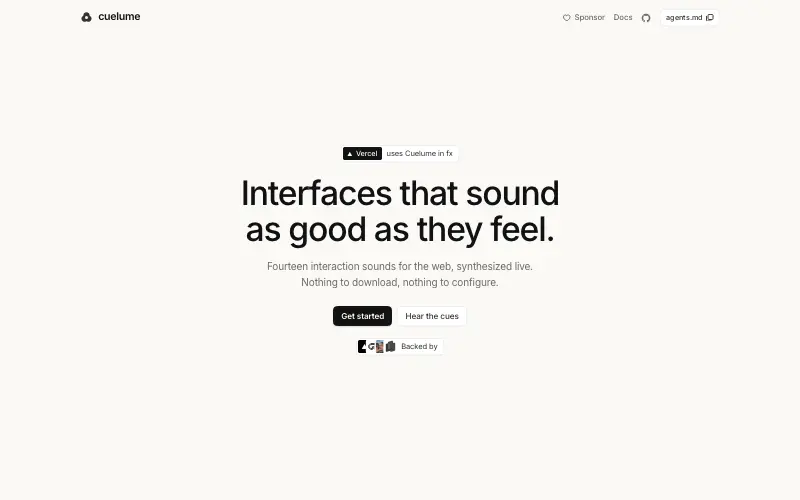 cuelume
Sponsor
Docs
agents.md
Vercel uses Cuelume in fx
Interfaces that sound
as good as they feel.
Fourteen interaction sounds for the web, synthesized live.
Nothing to download, nothing to configure.
Get started
Hear the cues
Backed by